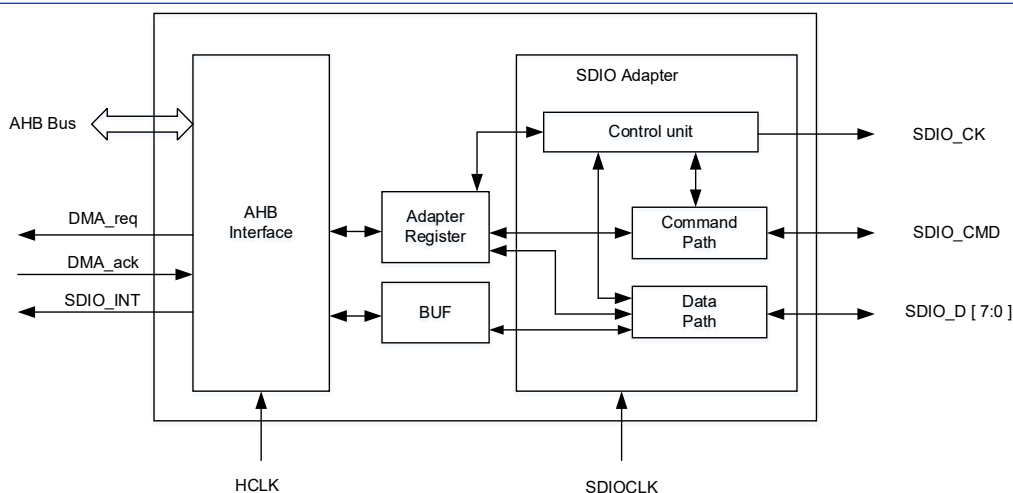 SDIO Adapter
AHB Bus
Control unit
SDIO_CK
DMA_req
AHB
Interface
Adapter
Register
Command
Path
SDIO_CMD
DMA_ack
SDIO_INT
BUF
Data
Path
SDIO_D [ 7:0 ]
HCLK
SDIOCLK